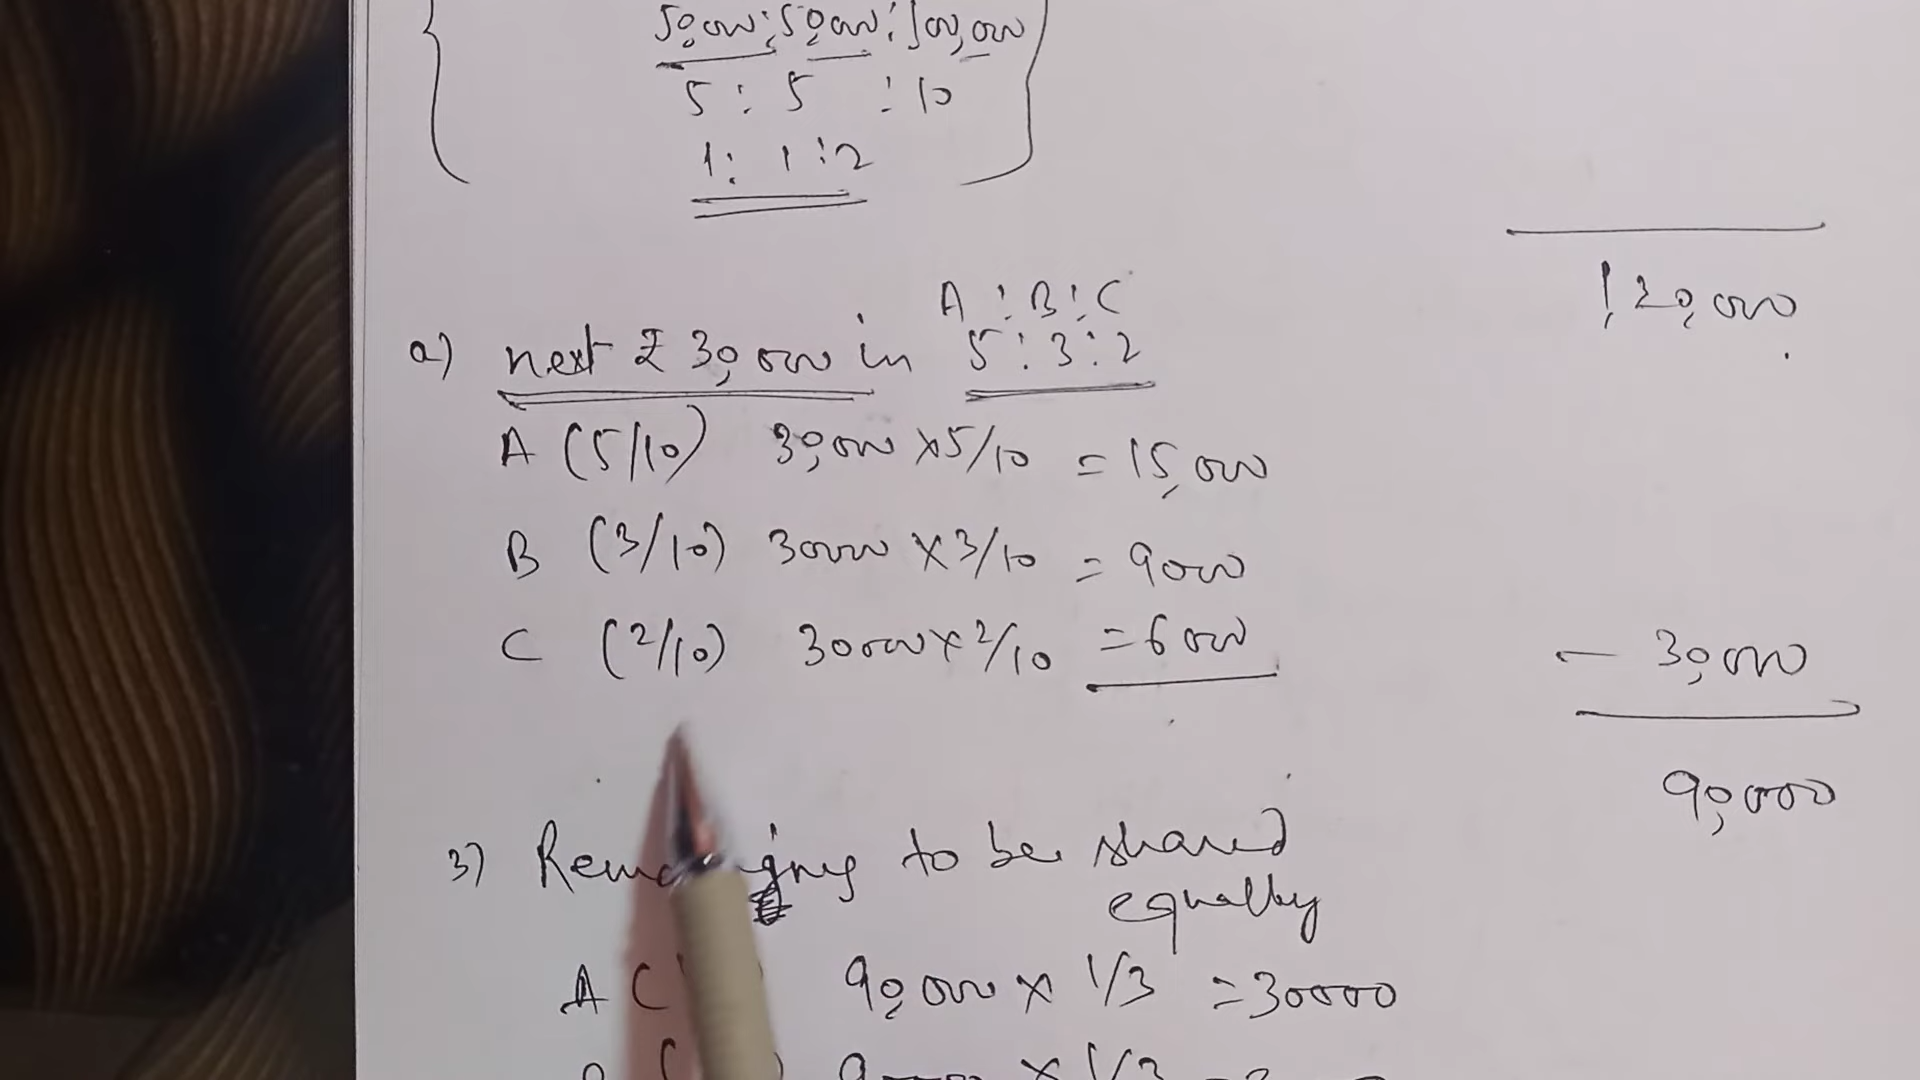 50,000 : 50,000 : 100,000
5 : 5 : 10
1 : 1 : 2
120,000
A : B : C
a) next ₹ 30,000 in 5 : 3 : 2
A (5/10) 30,000 x 5/10 = 15,000
B (3/10) 30000 x 3/10 = 9000
C (2/10) 30000 x 2/10 = 6000
- 30,000
90,000
3) to be shared
equally
A ( 90,000 x 1/3 = 30000
x 1/3